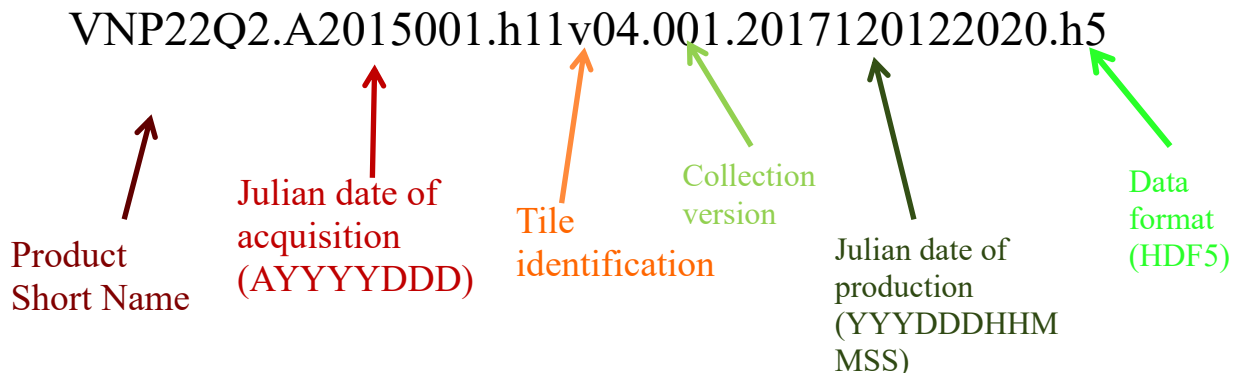 VNP22Q2.A2015001.h11v04.001.2017120122020.h5
Product
Short Name
Julian date of
acquisition
(AYYYYDDD)
Tile
identification
Collection
version
Julian date of
production
(YYYDDDHHM
MSS)
Data
format
(HDF5)